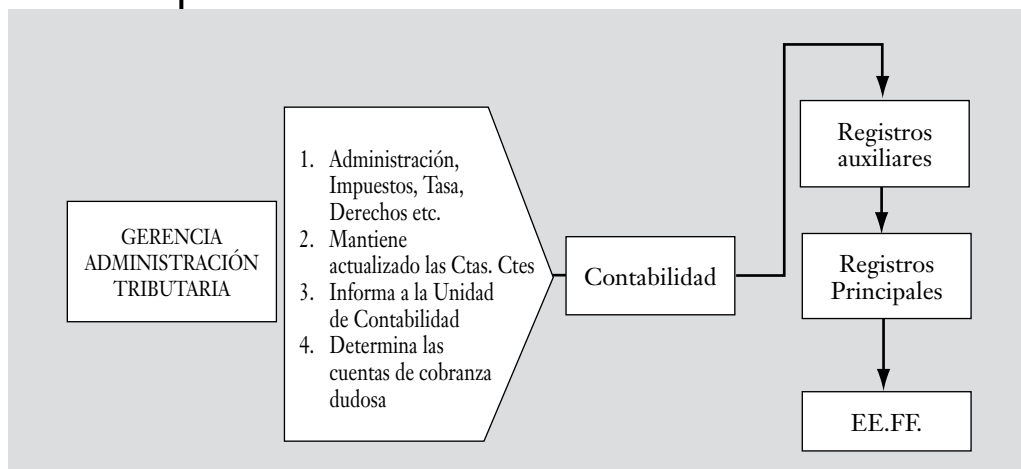 GERENCIA
ADMINISTRACIÓN
TRIBUTARIA
1. Administración,
Impuestos, Tasa,
Derechos etc.
2. Mantiene
actualizado las Ctas. Ctes
3. Informa a la Unidad
de Contabilidad
4. Determina las
cuentas de cobranza
dudosa
Contabilidad
Registros
auxiliares
Registros
Principales
EE.FF.